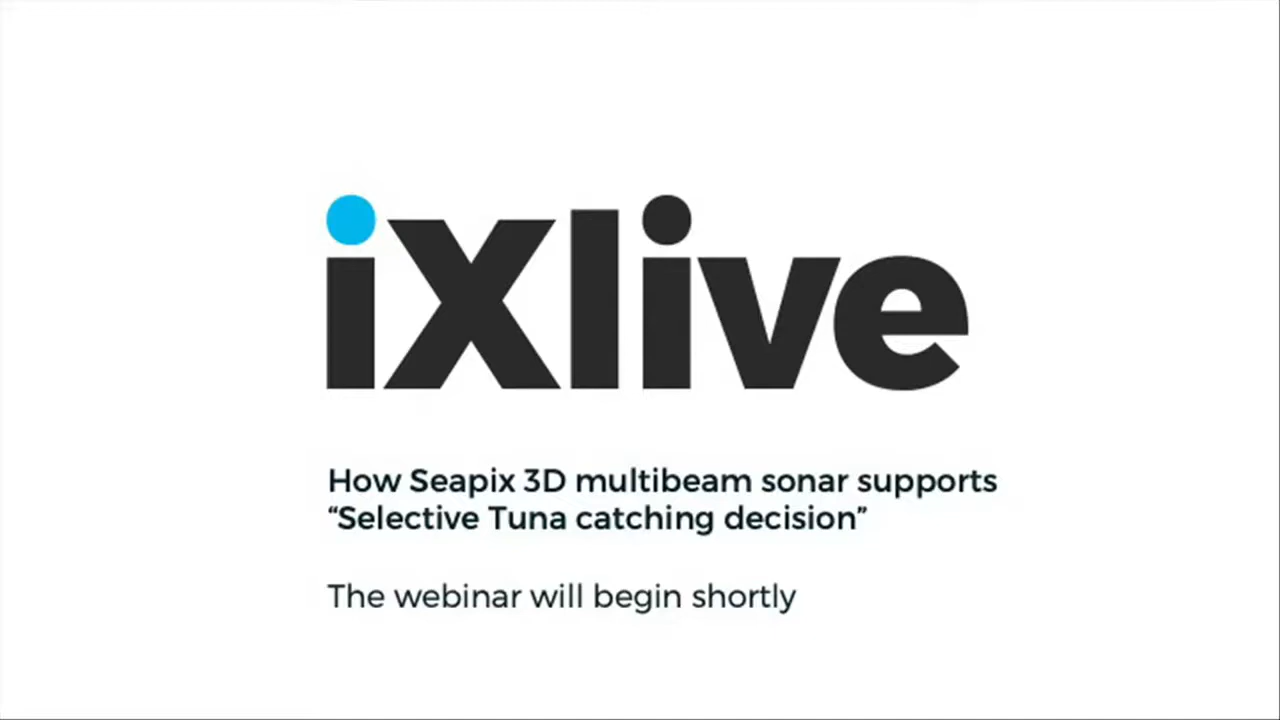 iXlive
How Seapix 3D multibeam sonar supports
“Selective Tuna catching decision”
The webinar will begin shortly